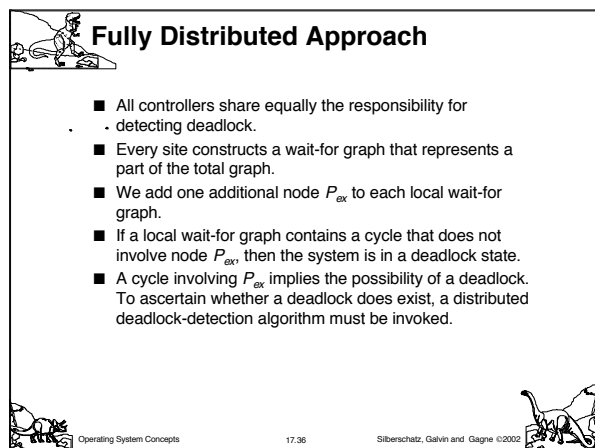 Fully Distributed Approach
■ All controllers share equally the responsibility for
detecting deadlock.
■ Every site constructs a wait-for graph that represents a
part of the total graph.
■ We add one additional node Pex to each local wait-for
graph.
■ If a local wait-for graph contains a cycle that does not
involve node Pex, then the system is in a deadlock state.
■ A cycle involving Pex implies the possibility of a deadlock.
To ascertain whether a deadlock does exist, a distributed
deadlock-detection algorithm must be invoked.
Operating System Concepts
17.36
Silberschatz, Galvin and Gagne ©2002